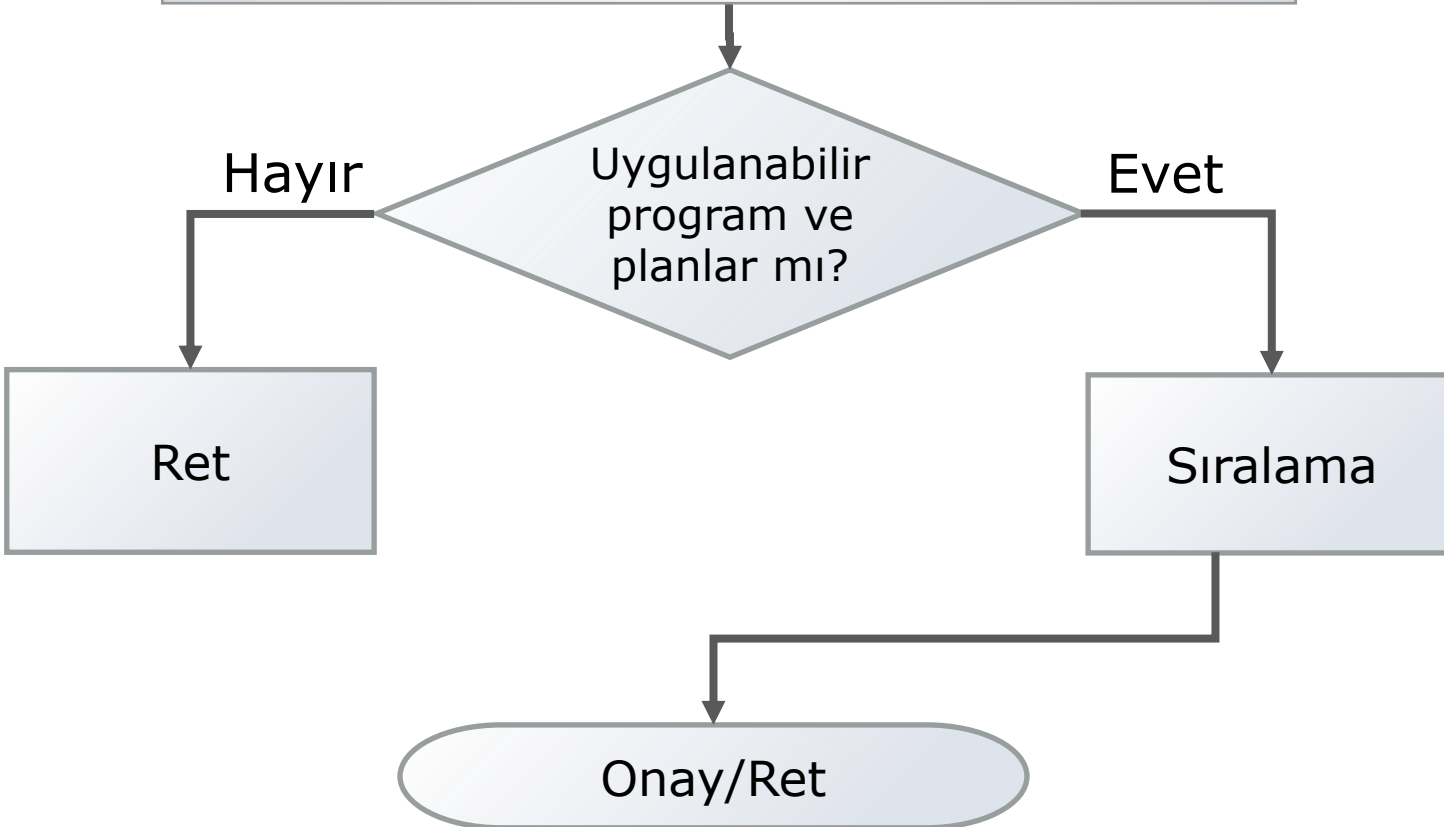 Hayır
Uygulanabilir
program ve
planlar mı?
Evet
Ret
Sıralama
Onay/Ret